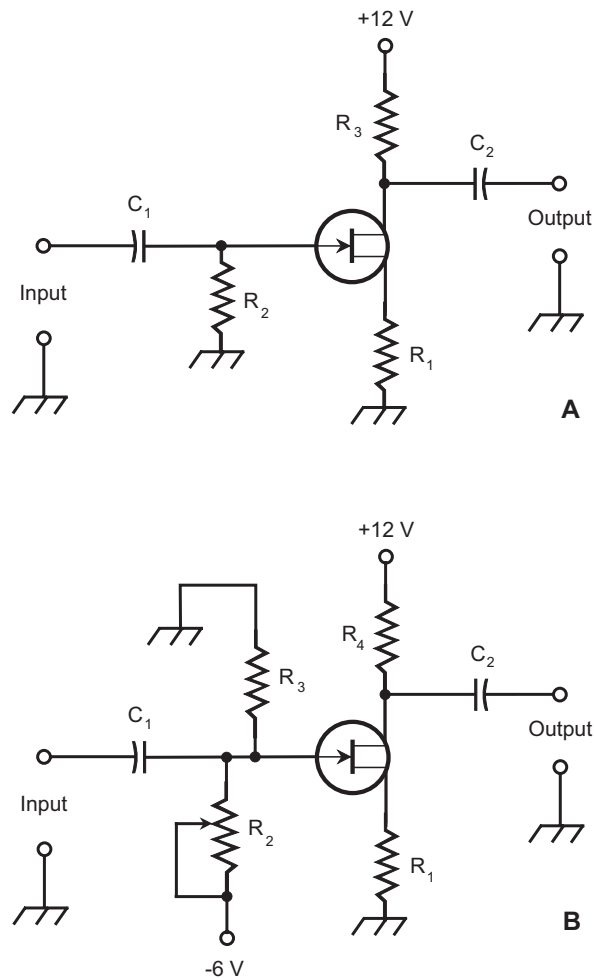 +12 V
R3
C2
C1
Output
Input
R2
R1
A
+12 V
R4
C2
R3
C1
Output
Input
R2
R1
B
-6 V